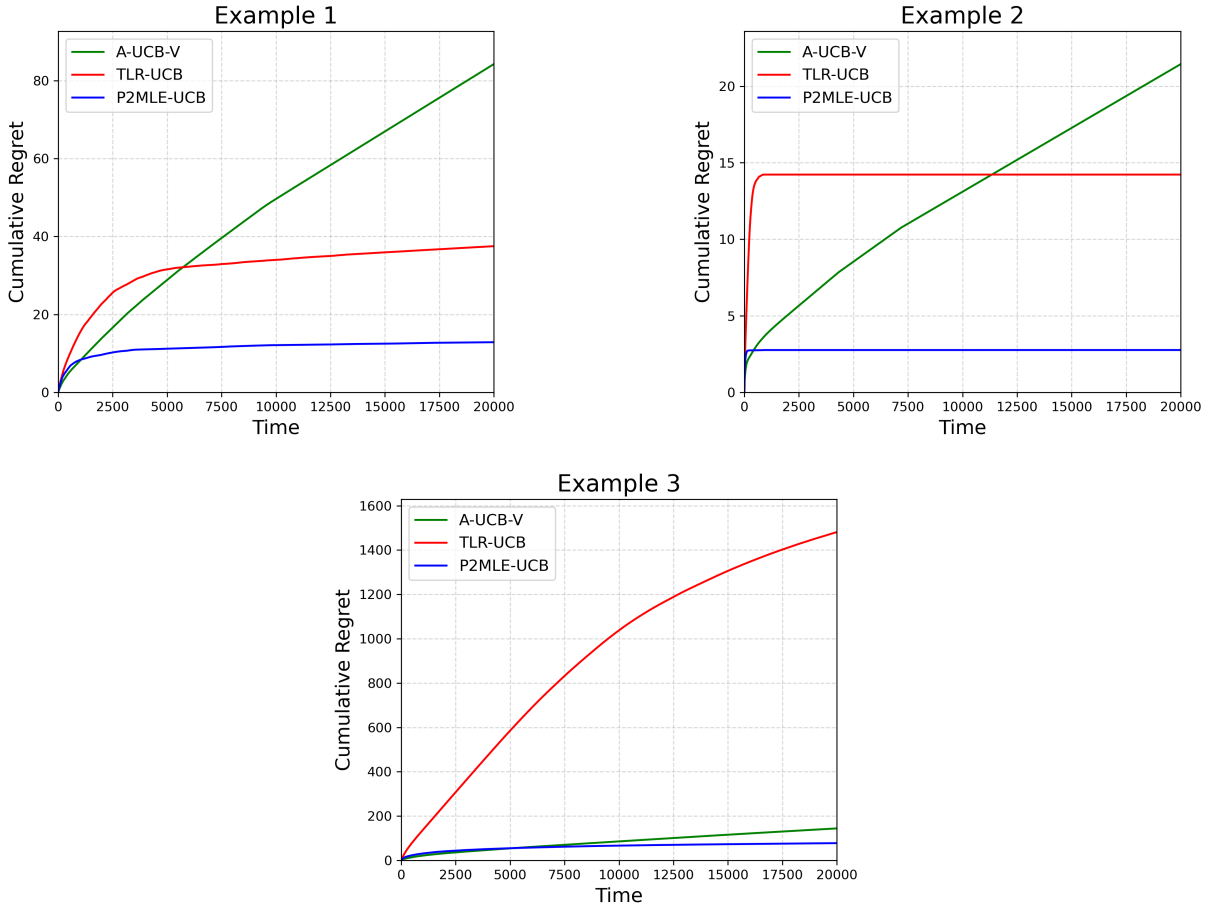 Example 1
A-UCB-V
TLR-UCB
P2MLE-UCB
Cumulative Regret
80
60
40
20
0
0 2500 5000 7500 10000 12500 15000 17500 20000
Time
Example 2
A-UCB-V
TLR-UCB
P2MLE-UCB
Cumulative Regret
20
15
10
5
0
0 2500 5000 7500 10000 12500 15000 17500 20000
Time
Example 3
A-UCB-V
TLR-UCB
P2MLE-UCB
Cumulative Regret
1600
1400
1200
1000
800
600
400
200
0
0 2500 5000 7500 10000 12500 15000 17500 20000
Time